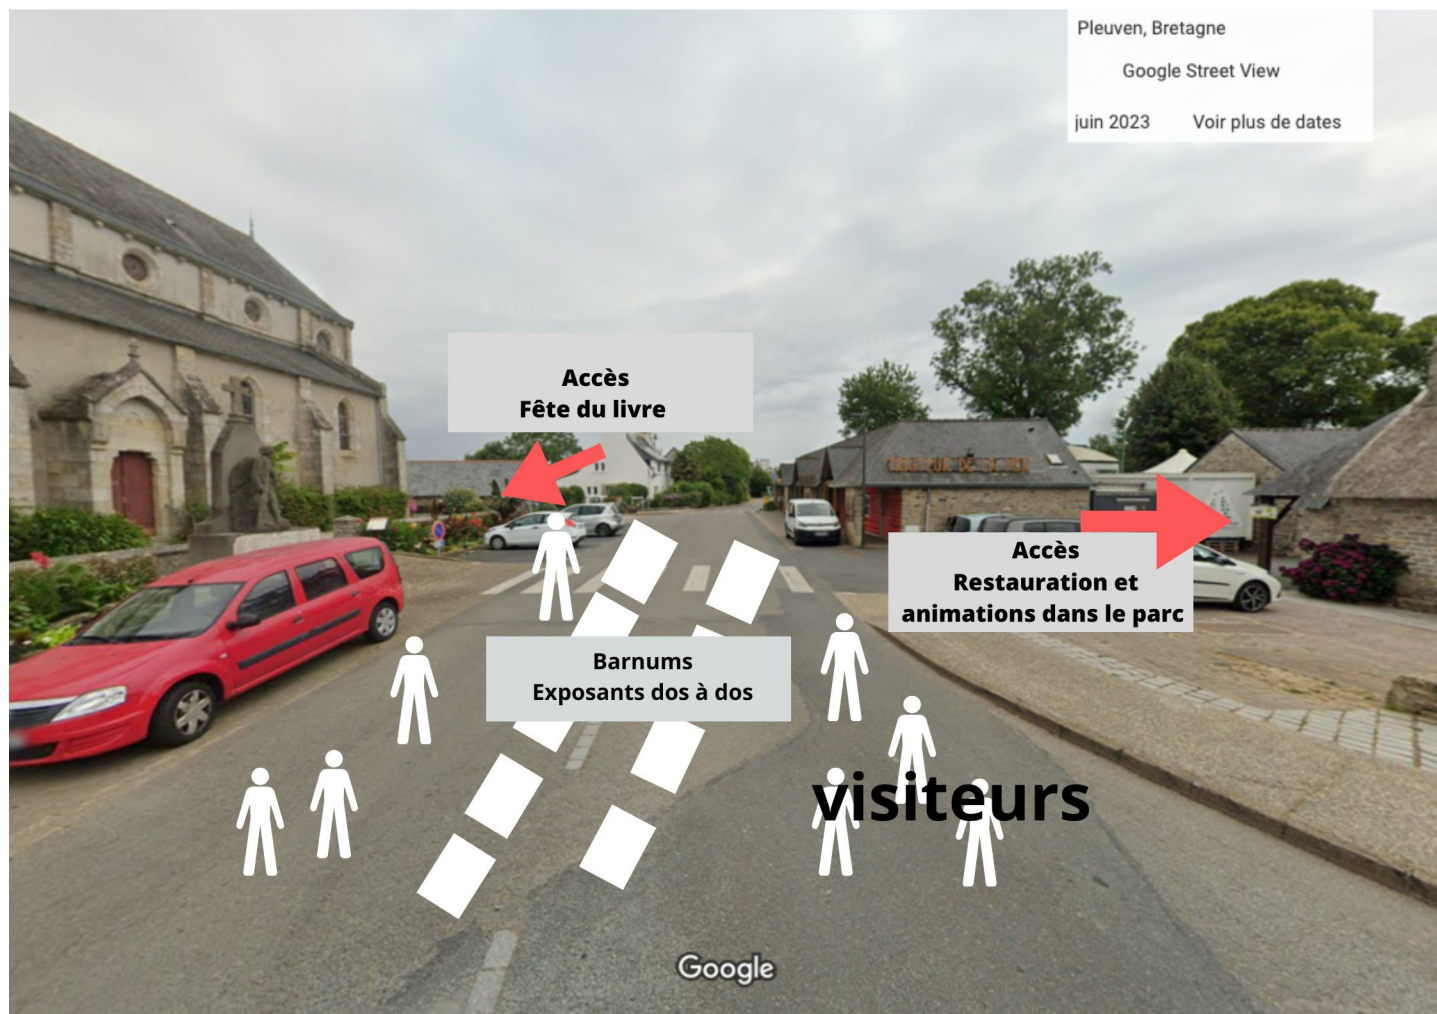 Pleuven, Bretagne
Google Street View
juin 2023 Voir plus de dates
Accès
Fête du livre
Accès
Restauration et
animations dans le parc
Barnums
Exposants dos à dos
visiteurs
Google